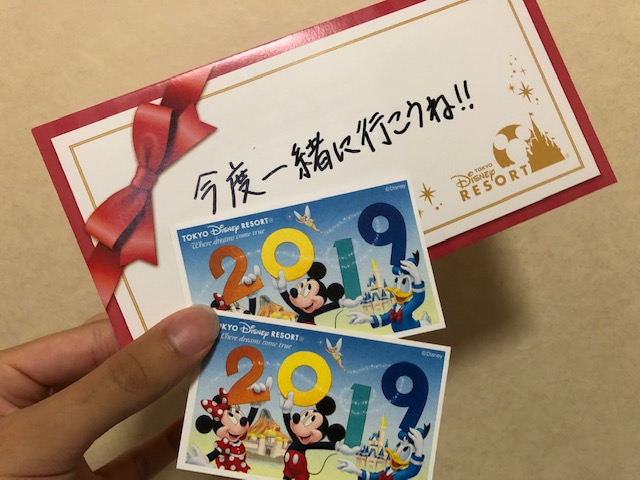 今度一緒に行こうね!!
TOKYO
Disney
RESORT
©Disney
TOKYO Disney RESORT®
Where dreams come true
2019
©Disney
TOKYO Disney RESORT®
Where dreams come true
2019